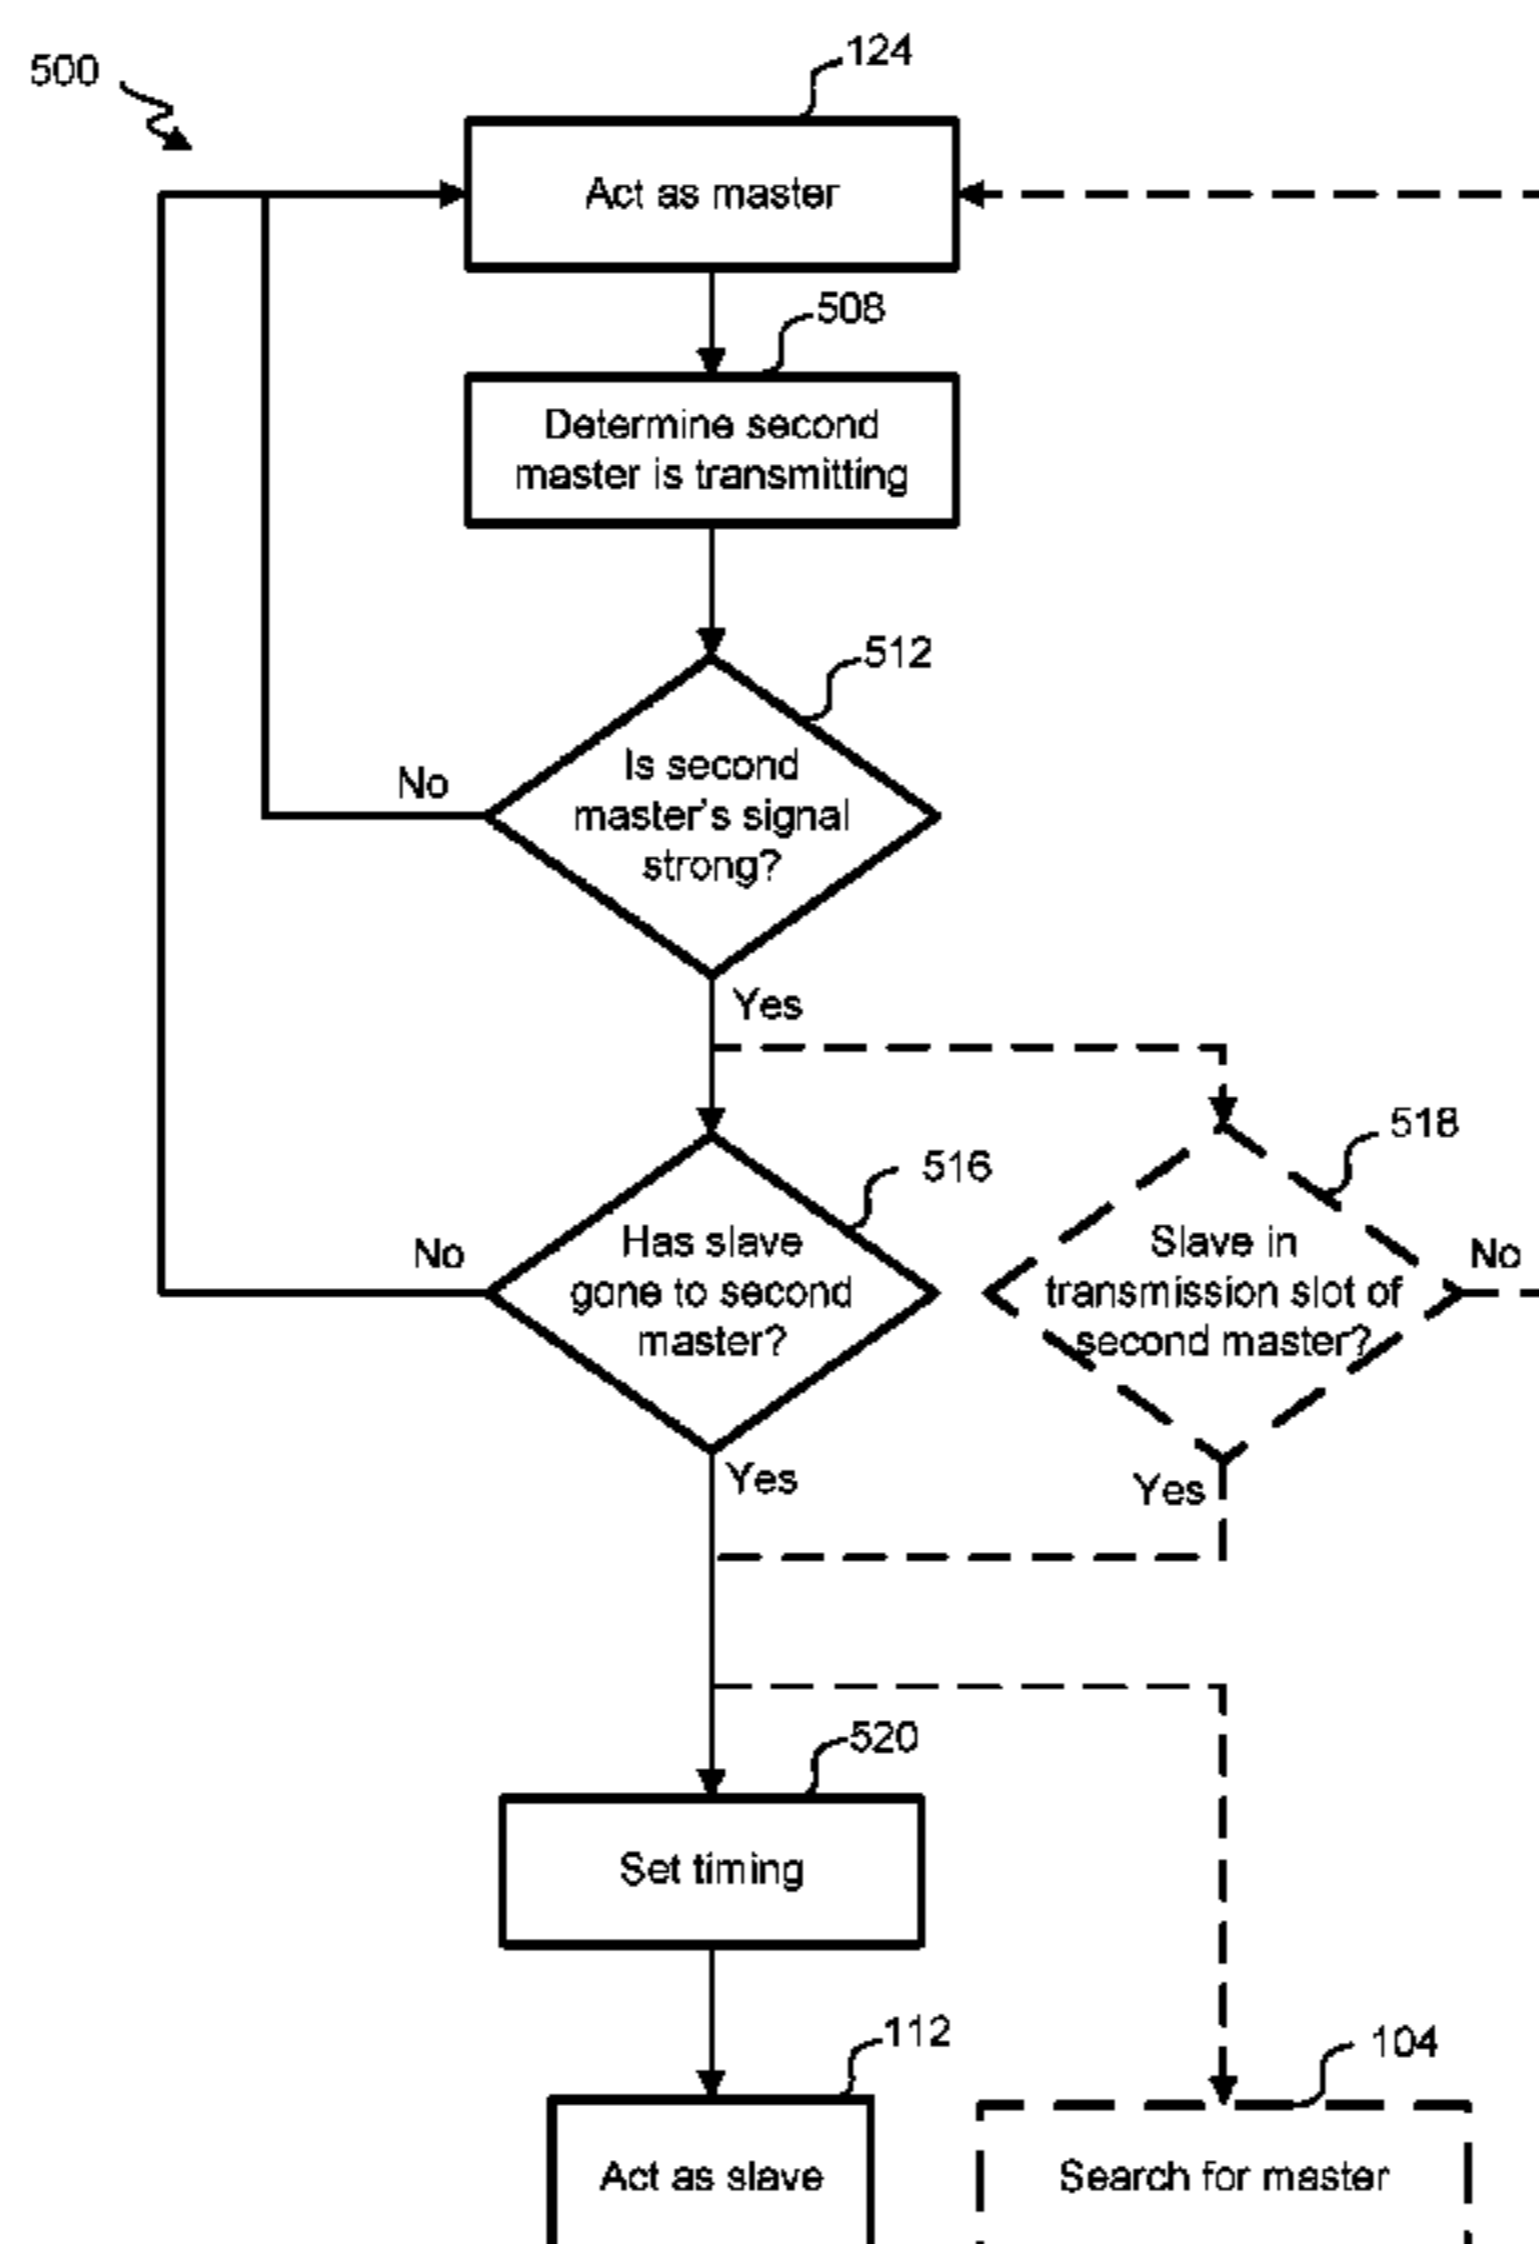 500
124
Act as master
508
Determine second
master is transmitting
512
Is second
master's signal
strong?
No
Yes
516
Has slave
gone to second
master?
No
Yes
518
Slave in
transmission slot of
second master?
No
Yes
520
Set timing
112
Act as slave
104
Search for master